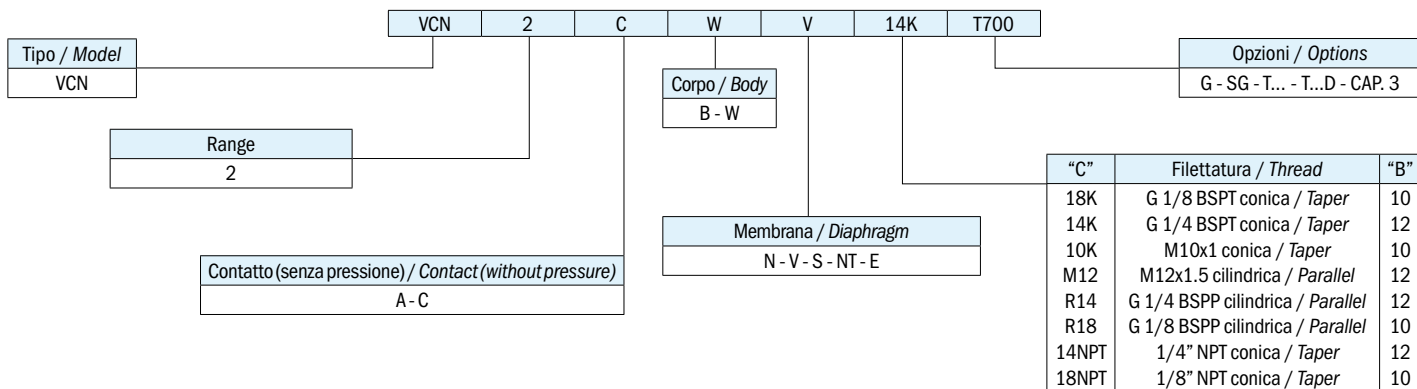 VCN 2 C W V 14K T700
Tipo / Model
VCN
Opzioni / Options
G - SG - T... - T...D - CAP. 3
Corpo / Body
B - W
Range
2
Membrana / Diaphragm
N - V - S - NT - E
Contatto (senza pressione) / Contact (without pressure)
A - C
“C” Filettatura / Thread “B”
18K G 1/8 BSPT conica / Taper 10
14K G 1/4 BSPT conica / Taper 12
10K M10x1 conica / Taper 10
M12 M12x1.5 cilindrica / Parallel 12
R14 G 1/4 BSPP cilindrica / Parallel 12
R18 G 1/8 BSPP cilindrica / Parallel 10
14NPT 1/4” NPT conica / Taper 12
18NPT 1/8” NPT conica / Taper 10